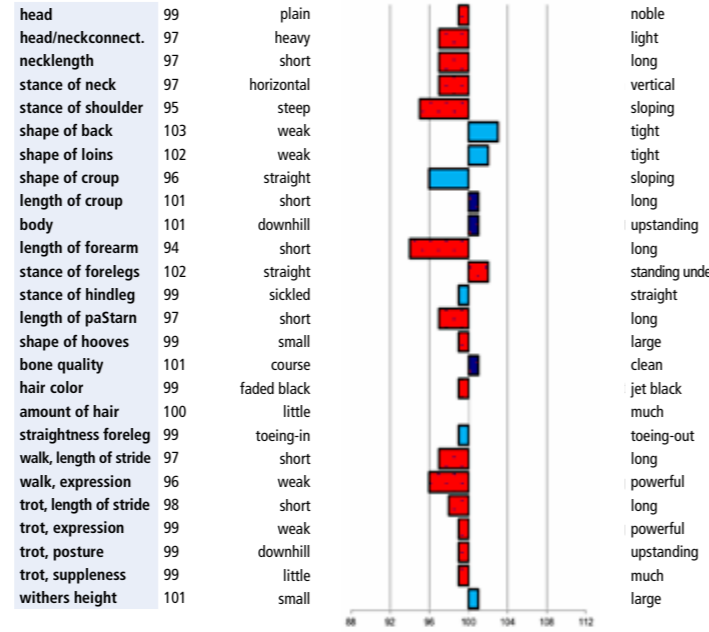 head 99 plain noble
head/neckconnect. 97 heavy light
necklength 97 short long
stance of neck 97 horizontal vertical
stance of shoulder 95 steep sloping
shape of back 103 weak tight
shape of loins 102 weak tight
shape of croup 96 straight sloping
length of croup 101 short long
body 101 downhill upstanding
length of forearm 94 short long
stance of forelegs 102 straight standing unde
stance of hindleg 99 sickled straight
length of paStarn 97 short long
shape of hooves 99 small large
bone quality 101 course clean
hair color 99 faded black jet black
amount of hair 100 little much
straightness foreleg 99 toeing-in toeing-out
walk, length of stride 97 short long
walk, expression 96 weak powerful
trot, length of stride 98 short long
trot, expression 99 weak powerful
trot, posture 99 downhill upstanding
trot, suppleness 99 little much
withers height 101 small large
88 92 96 100 104 108 112